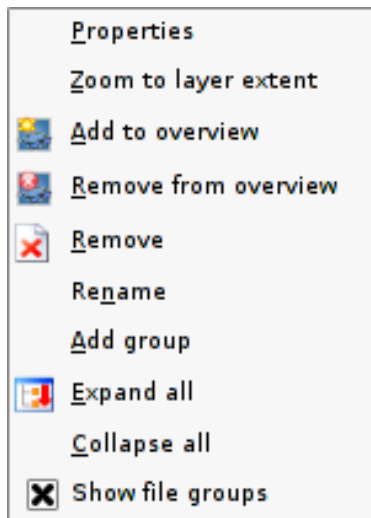 Properties
Zoom to layer extent
Add to overview
Remove from overview
Remove
Rename
Add group
Expand all
Collapse all
Show file groups